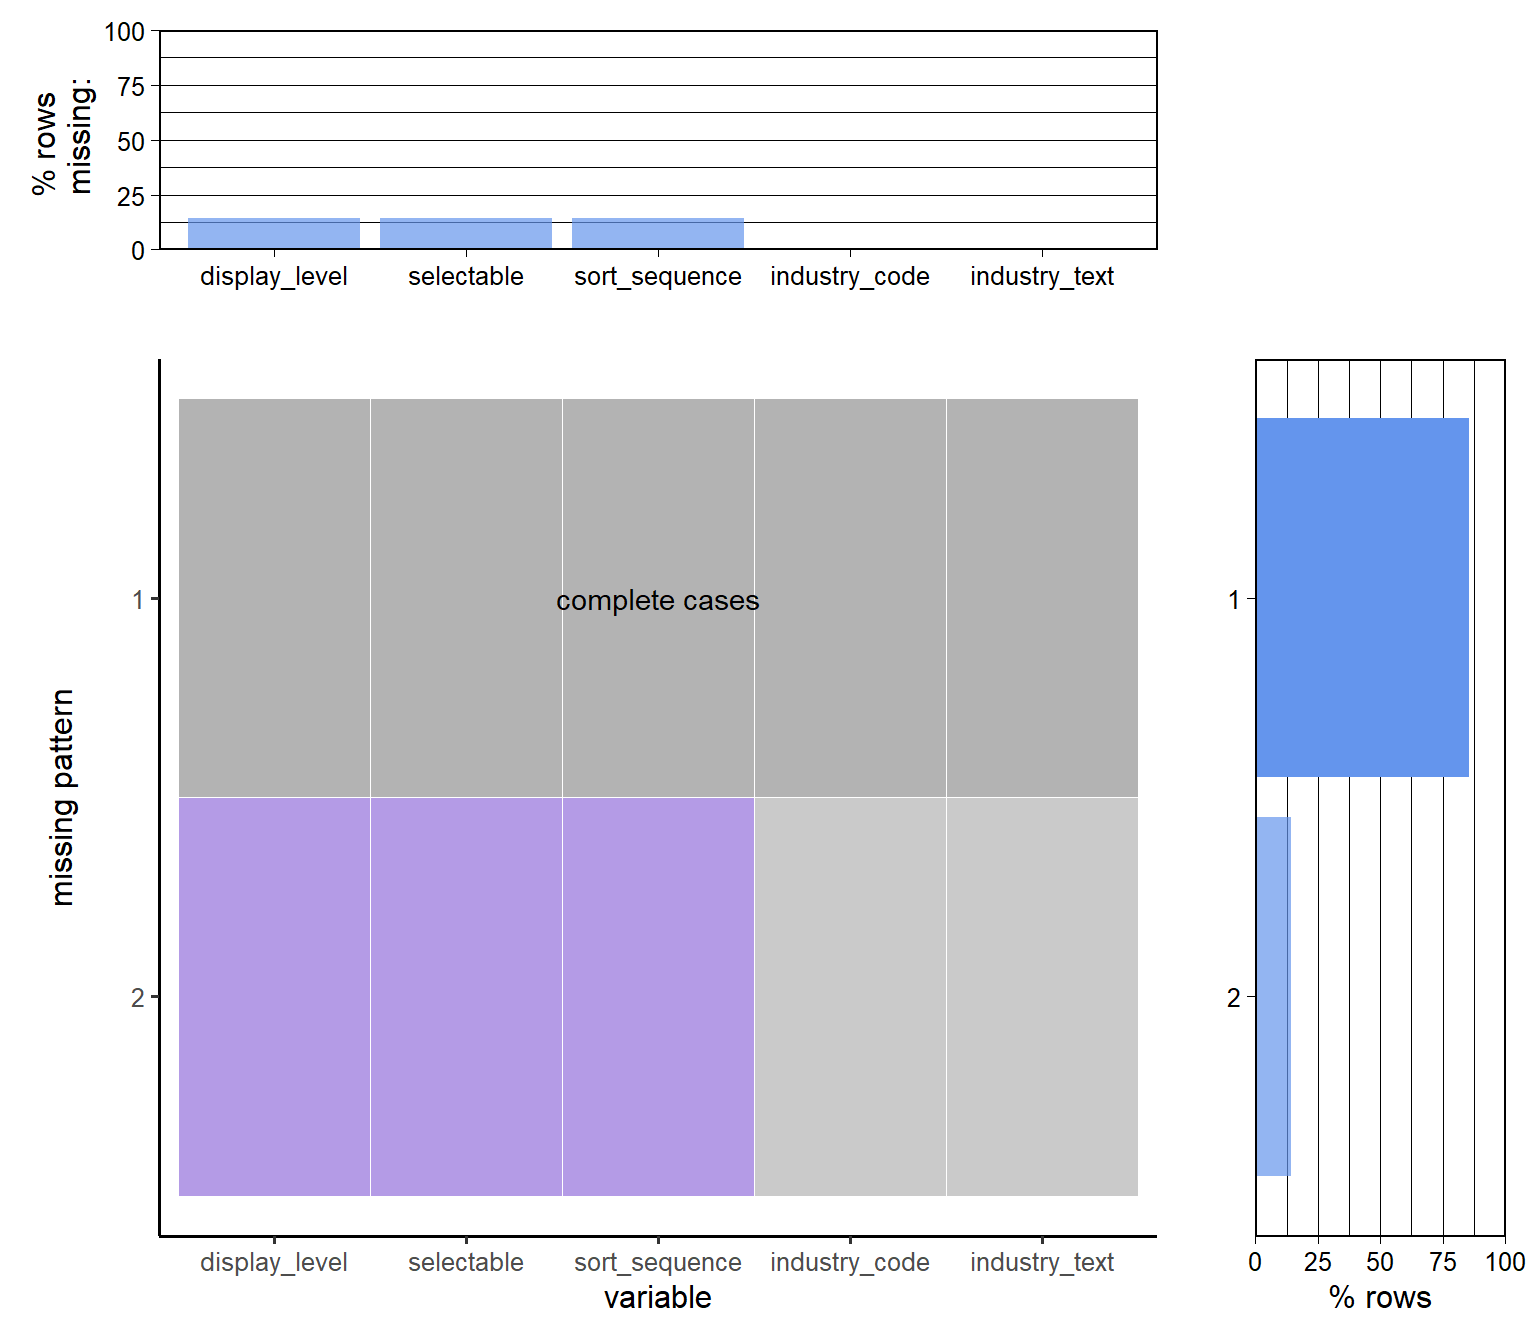 100
75
50
25
0
% rows
missing:
display_level selectable sort_sequence industry_code industry_text
missing pattern
1
2
complete cases
display_level selectable sort_sequence industry_code industry_text
variable
1
2
0 25 50 75 100
% rows